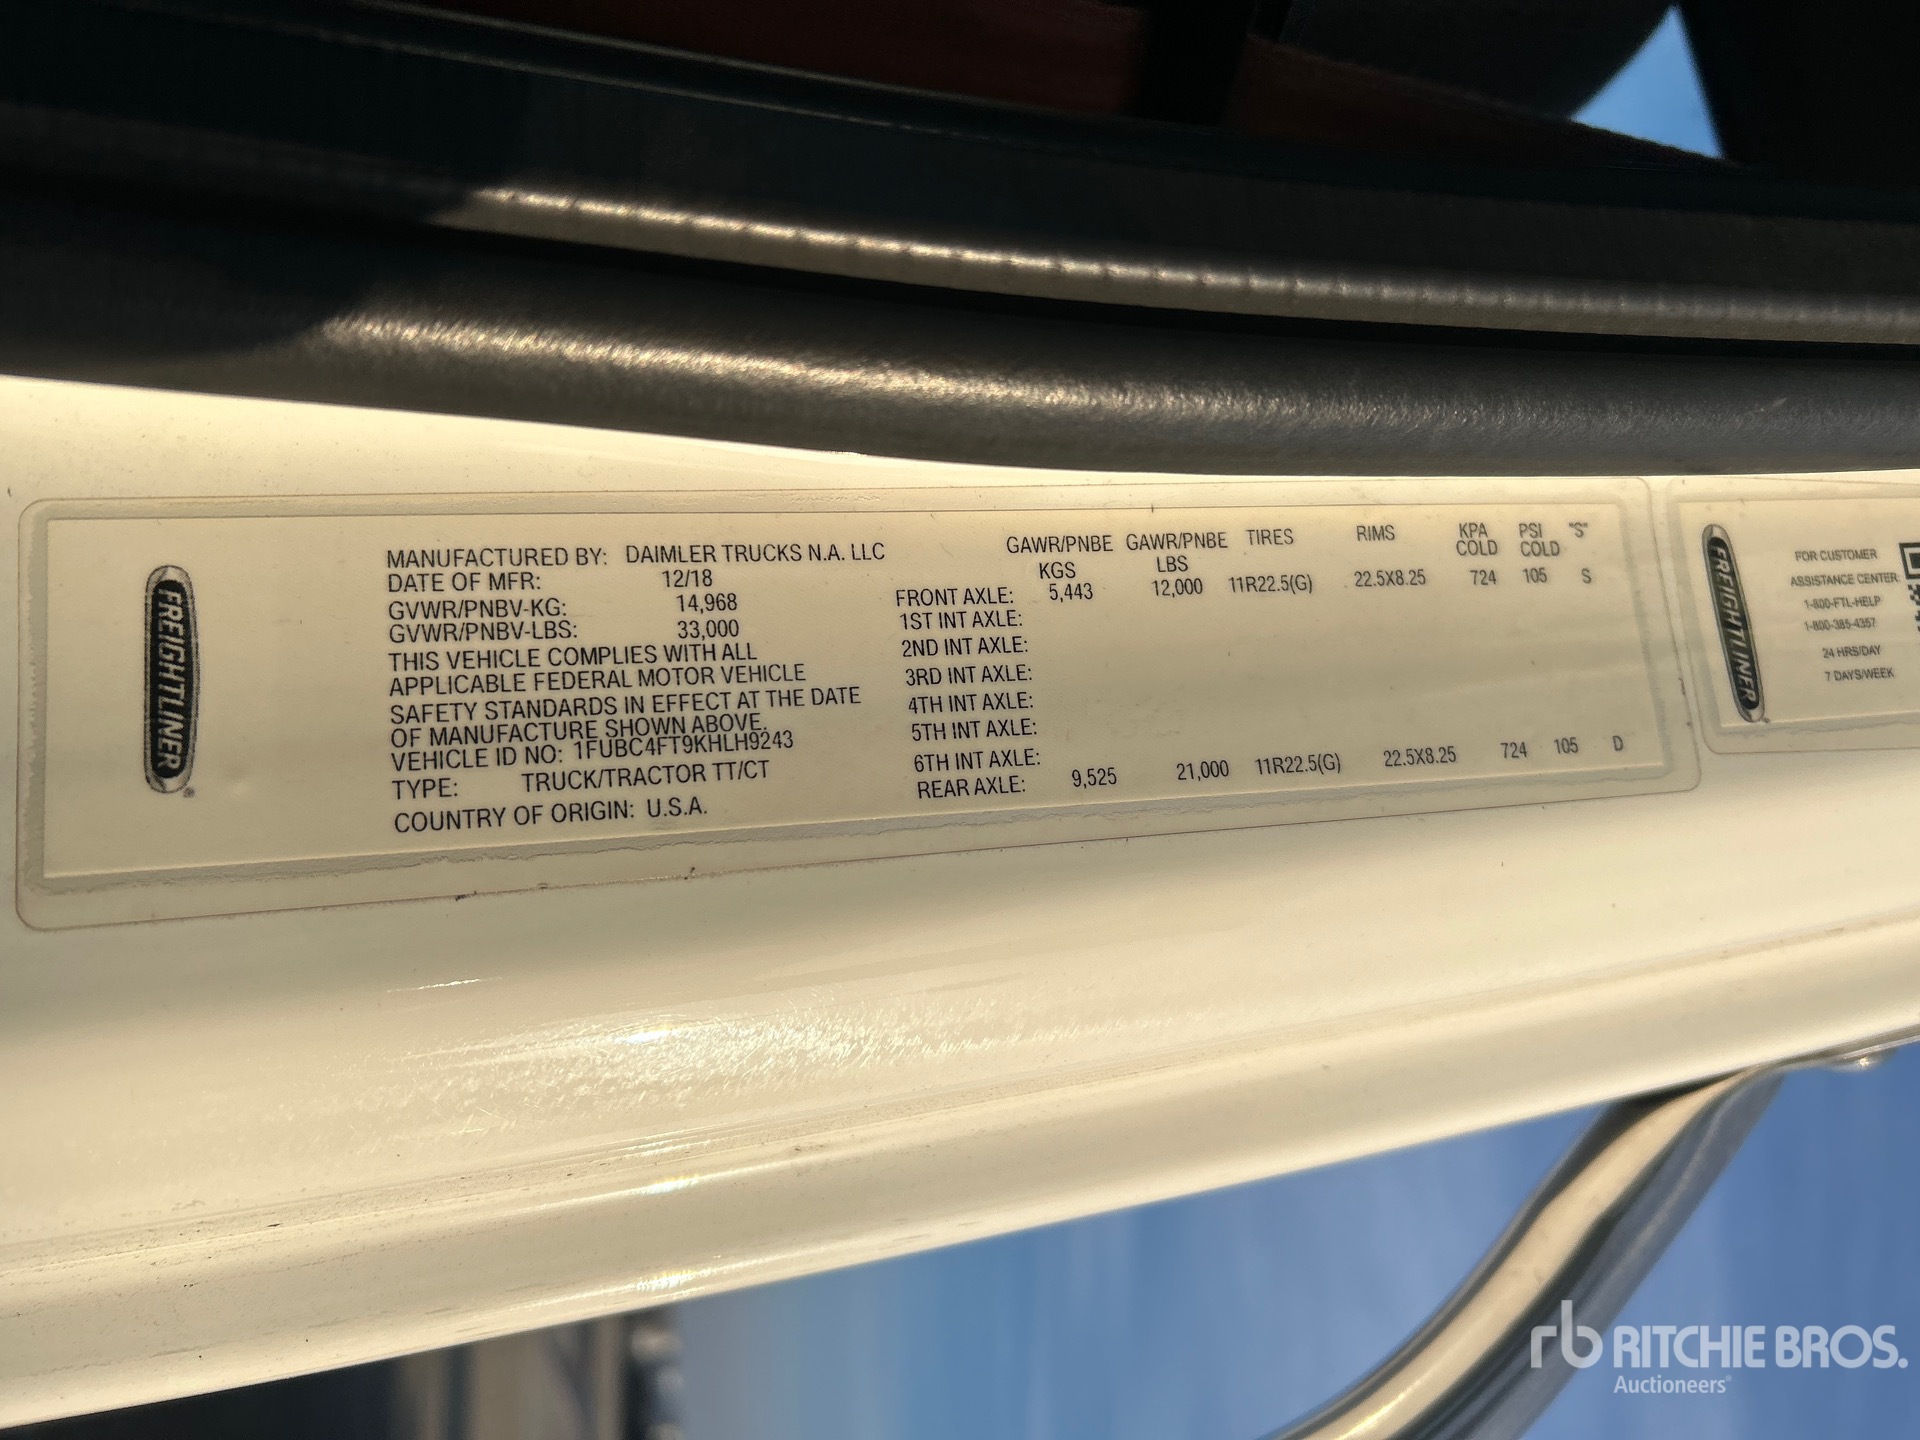 FREIGHTLINER
MANUFACTURED BY: DAIMLER TRUCKS N.A. LLC
DATE OF MFR: 12/18
GVWR/PNBV-KG: 14,968
GVWR/PNBV-LBS: 33,000
THIS VEHICLE COMPLIES WITH ALL
APPLICABLE FEDERAL MOTOR VEHICLE
SAFETY STANDARDS IN EFFECT AT THE DATE
OF MANUFACTURE SHOWN ABOVE.
VEHICLE ID NO: 1FUBC4FT9KHLH9243
TYPE: TRUCK/TRACTOR TT/CT
COUNTRY OF ORIGIN: U.S.A.
GAWR/PNBE GAWR/PNBE TIRES RIMS KPA PSI "S"
KGS LBS COLD COLD
FRONT AXLE: 5,443 12,000 11R22.5(G) 22.5X8.25 724 105 S
1ST INT AXLE:
2ND INT AXLE:
3RD INT AXLE:
4TH INT AXLE:
5TH INT AXLE:
6TH INT AXLE:
REAR AXLE: 9,525 21,000 11R22.5(G) 22.5X8.25 724 105 D
FREIGHTLINER
FOR CUSTOMER
ASSISTANCE CENTER:
1-800-FTL-HELP
1-800-385-4357
24 HRS/DAY
7 DAYS/WEEK
rb RITCHIE BROS.
Auctioneers